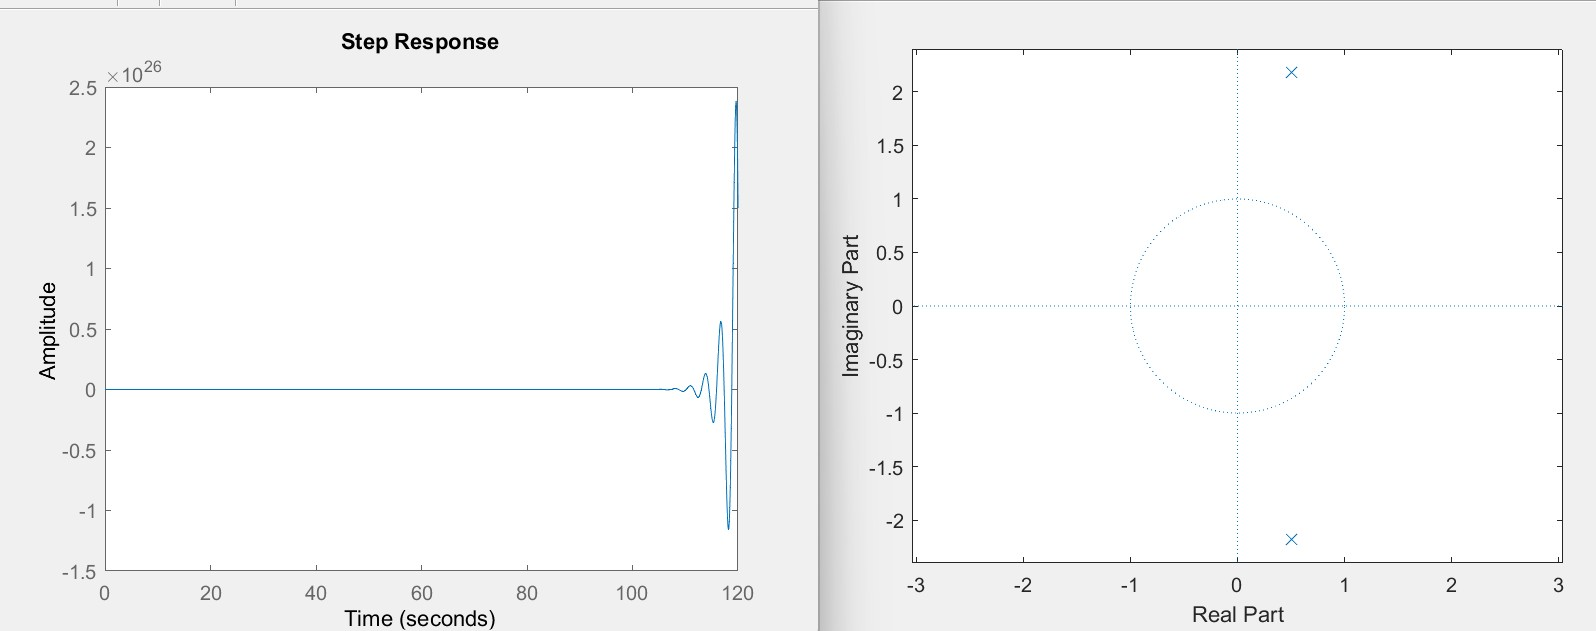 Step Response
×10^26
2.5
2
1.5
1
0.5
0
-0.5
-1
-1.5
0 20 40 60 80 100 120
Amplitude
Time (seconds)
2
1.5
1
0.5
0
-0.5
-1
-1.5
-2
-3 -2 -1 0 1 2 3
Imaginary Part
Real Part